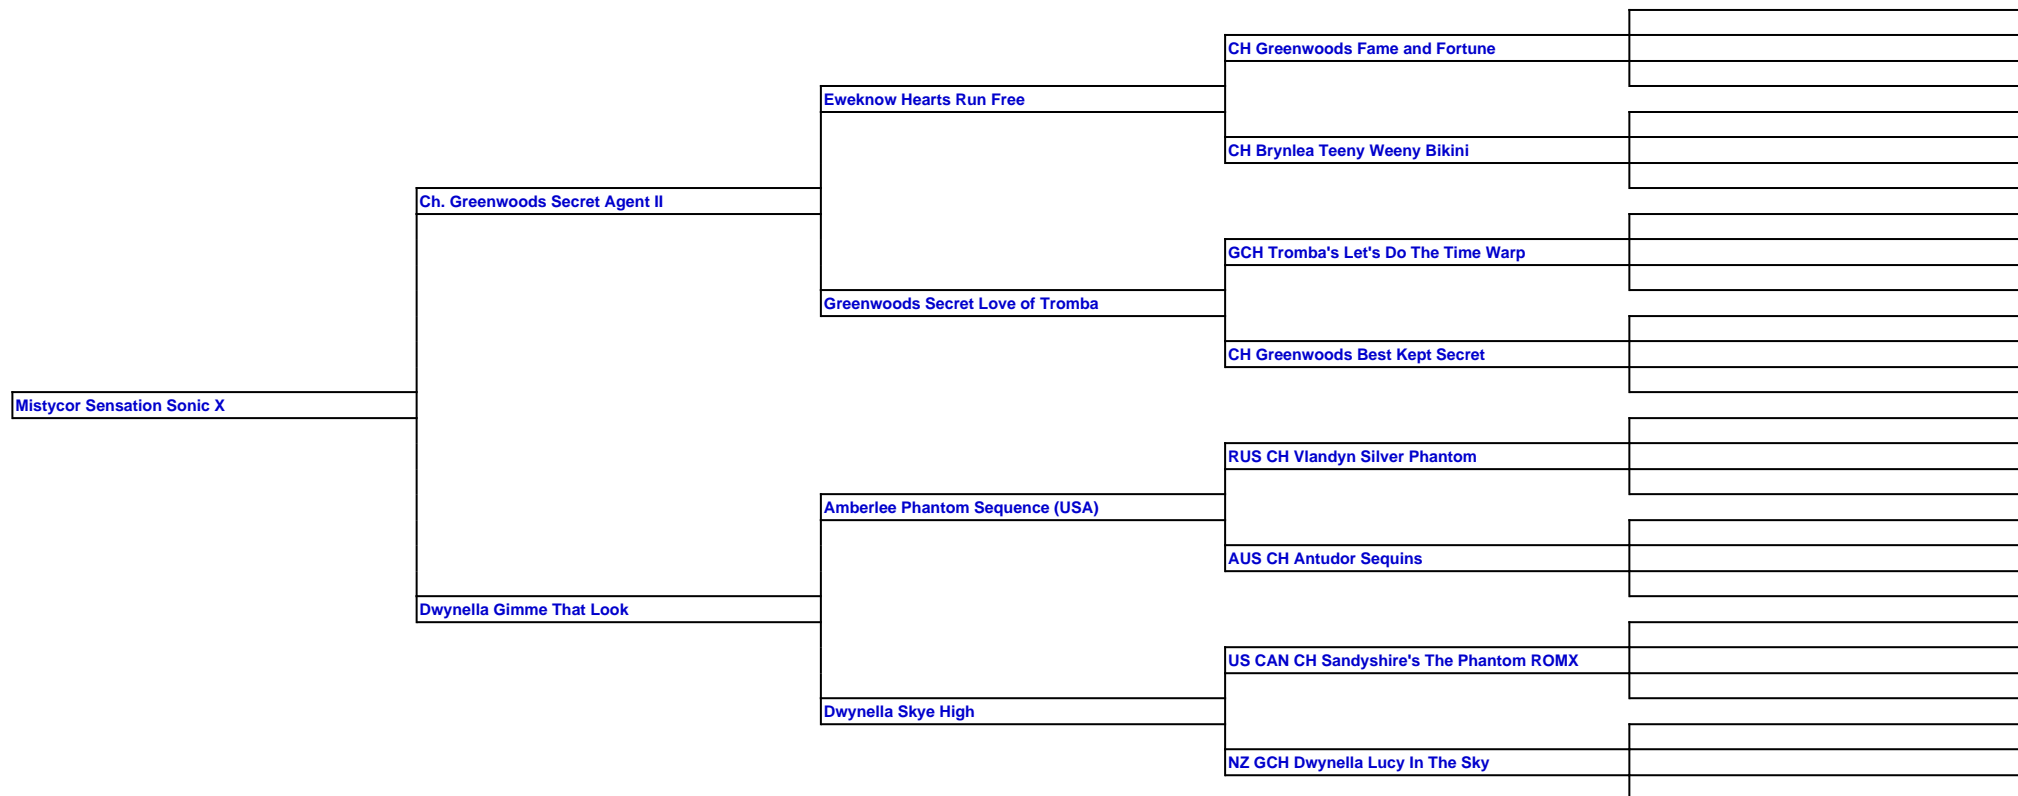 CH Greenwoods Fame and Fortune
Eweknow Hearts Run Free
CH Brynlea Teeny Weeny Bikini
Ch. Greenwoods Secret Agent II
GCH Tromba's Let's Do The Time Warp
Greenwoods Secret Love of Tromba
CH Greenwoods Best Kept Secret
Mistycor Sensation Sonic X
RUS CH Vlandyn Silver Phantom
Amberlee Phantom Sequence (USA)
AUS CH Antudor Sequins
Dwynella Gimme That Look
US CAN CH Sandyshire's The Phantom ROMX
Dwynella Skye High
NZ GCH Dwynella Lucy In The Sky